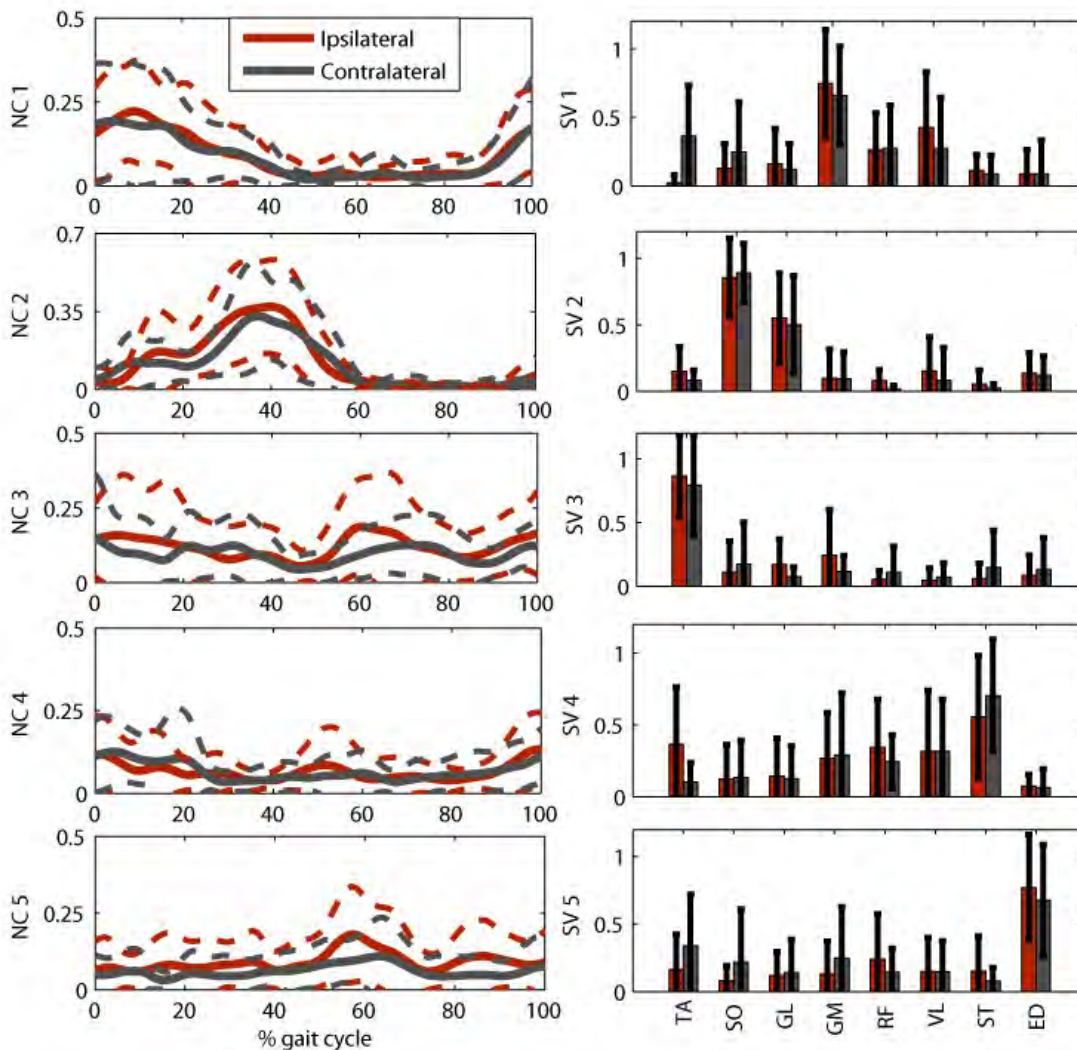 Ipsilateral
Contralateral
NC 1
0.5
0.25
0
0 20 40 60 80 100
SV 1
1
0.5
0
NC 2
0.7
0.35
0
0 20 40 60 80 100
SV 2
1
0.5
0
NC 3
0.5
0.25
0
0 20 40 60 80 100
SV 3
1
0.5
0
NC 4
0.5
0.25
0
0 20 40 60 80 100
SV 4
1
0.5
0
NC 5
0.5
0.25
0
0 20 40 60 80 100
% gait cycle
SV 5
1
0.5
0
TA SO GL GM RF VL ST ED